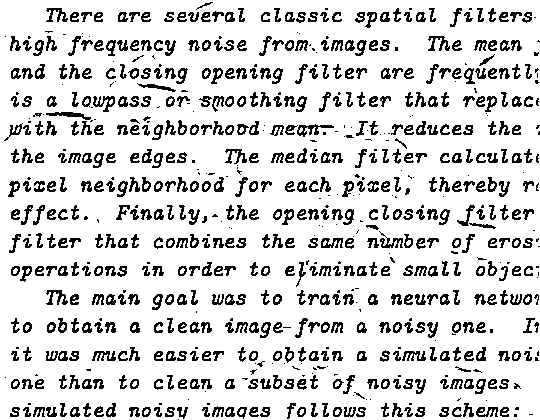 There are several classic spatial filters
high frequency noise from images. The mean
and the closing opening filter are frequently
is a lowpass or smoothing filter that replac
with the neighborhood mean. It reduces the
the image edges. The median filter calculate
pixel neighborhood for each pixel, thereby r
effect. Finally, the opening closing filter
filter that combines the same number of eros
operations in order to eliminate small objec
The main goal was to train a neural networ
to obtain a clean image from a noisy one. In
it was much easier to obtain a simulated nois
one than to clean a subset of noisy images.
simulated noisy images follows this scheme: